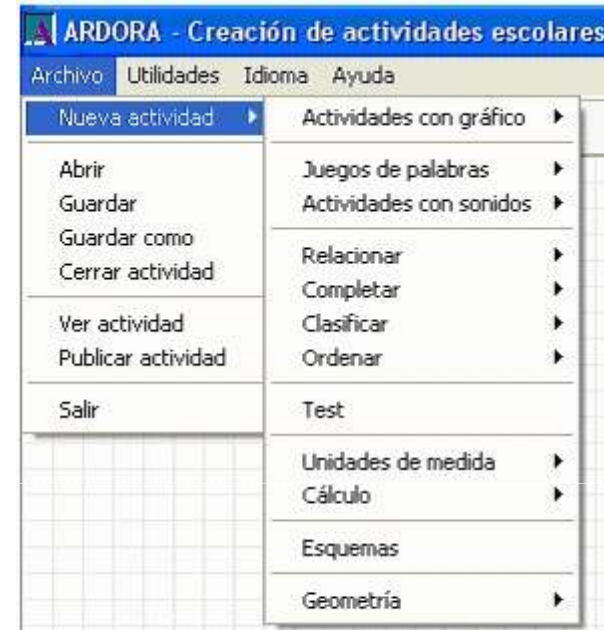 ARDORA - Creación de actividades escolares
Archivo Utilidades Idioma Ayuda
Nueva actividad
Abrir
Guardar
Guardar como
Cerrar actividad
Ver actividad
Publicar actividad
Salir
Actividades con gráfico
Juegos de palabras
Actividades con sonidos
Relacionar
Completar
Clasificar
Ordenar
Test
Unidades de medida
Cálculo
Esquemas
Geometría